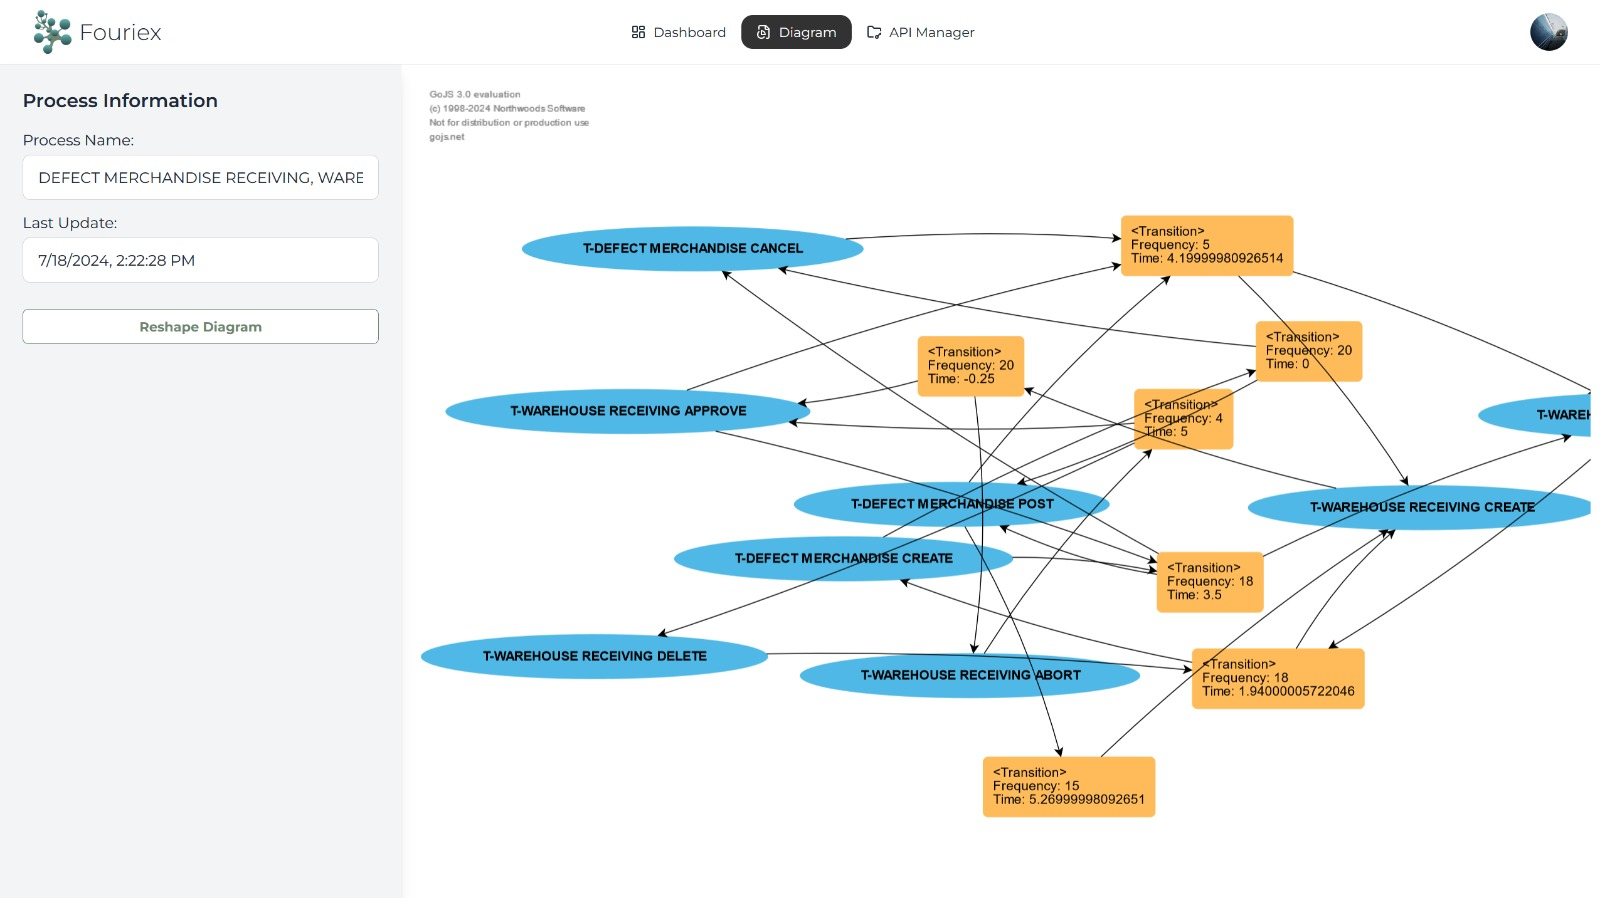 Fouriex
Dashboard
Diagram
API Manager
Process Information
Process Name:
DEFECT MERCHANDISE RECEIVING, WARE
Last Update:
7/18/2024, 2:22:28 PM
Reshape Diagram
GoJS 3.0 evaluation
(c) 1998-2024 Northwoods Software
Not for distribution or production use
gojs.net
T-DEFECT MERCHANDISE CANCEL
<Transition>
Frequency: 5
Time: 4.19999980926514
<Transition>
Frequency: 20
Time: 0
<Transition>
Frequency: 20
Time: -0.25
<Transition>
Frequency: 4
Time: 5
T-WAREHOUSE RECEIVING APPROVE
T-WAREH
T-DEFECT MERCHANDISE POST
T-WAREHOUSE RECEIVING CREATE
T-DEFECT MERCHANDISE CREATE
<Transition>
Frequency: 18
Time: 3.5
T-WAREHOUSE RECEIVING DELETE
T-WAREHOUSE RECEIVING ABORT
<Transition>
Frequency: 18
Time: 1.94000005722046
<Transition>
Frequency: 15
Time: 5.26999998092651